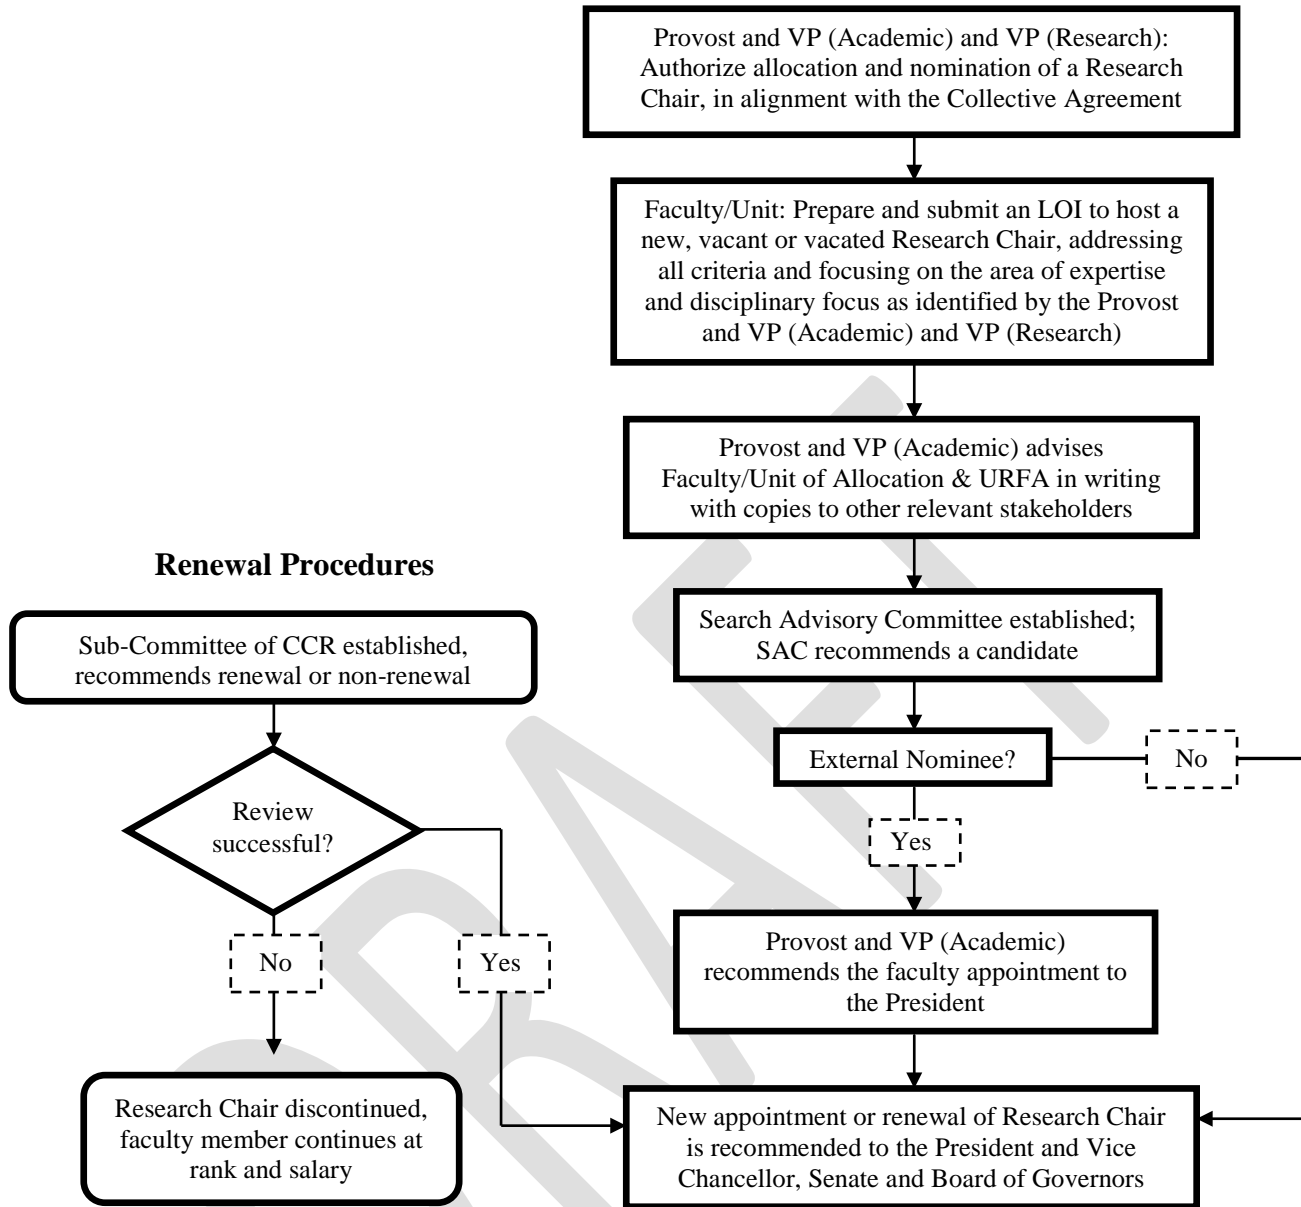 Provost and VP (Academic) and VP (Research):
Authorize allocation and nomination of a Research
Chair, in alignment with the Collective Agreement
Faculty/Unit: Prepare and submit an LOI to host a
new, vacant or vacated Research Chair, addressing
all criteria and focusing on the area of expertise
and disciplinary focus as identified by the Provost
and VP (Academic) and VP (Research)
Provost and VP (Academic) advises
Faculty/Unit of Allocation & URFA in writing
with copies to other relevant stakeholders
Search Advisory Committee established;
SAC recommends a candidate
External Nominee?
No
Yes
Provost and VP (Academic)
recommends the faculty appointment to
the President
New appointment or renewal of Research Chair
is recommended to the President and Vice
Chancellor, Senate and Board of Governors
Renewal Procedures
Sub-Committee of CCR established,
recommends renewal or non-renewal
Review
successful?
No
Yes
Research Chair discontinued,
faculty member continues at
rank and salary
DRAFT